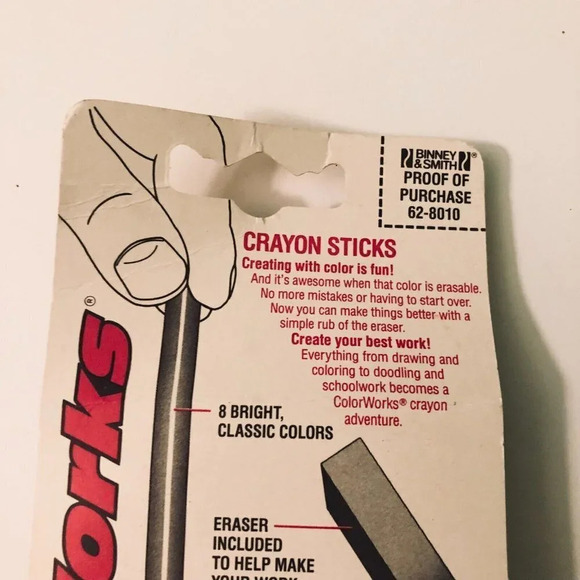 BINNEY
& SMITH®
PROOF OF
PURCHASE
62-8010
CRAYON STICKS
Creating with color is fun!
And it's awesome when that color is erasable.
No more mistakes or having to start over.
Now you can make things better with a
simple rub of the eraser.
Create your best work!
Everything from drawing and
coloring to doodling and
schoolwork becomes a
ColorWorks® crayon
adventure.
8 BRIGHT,
CLASSIC COLORS
ERASER
INCLUDED
TO HELP MAKE
YOUR WORK
Works®